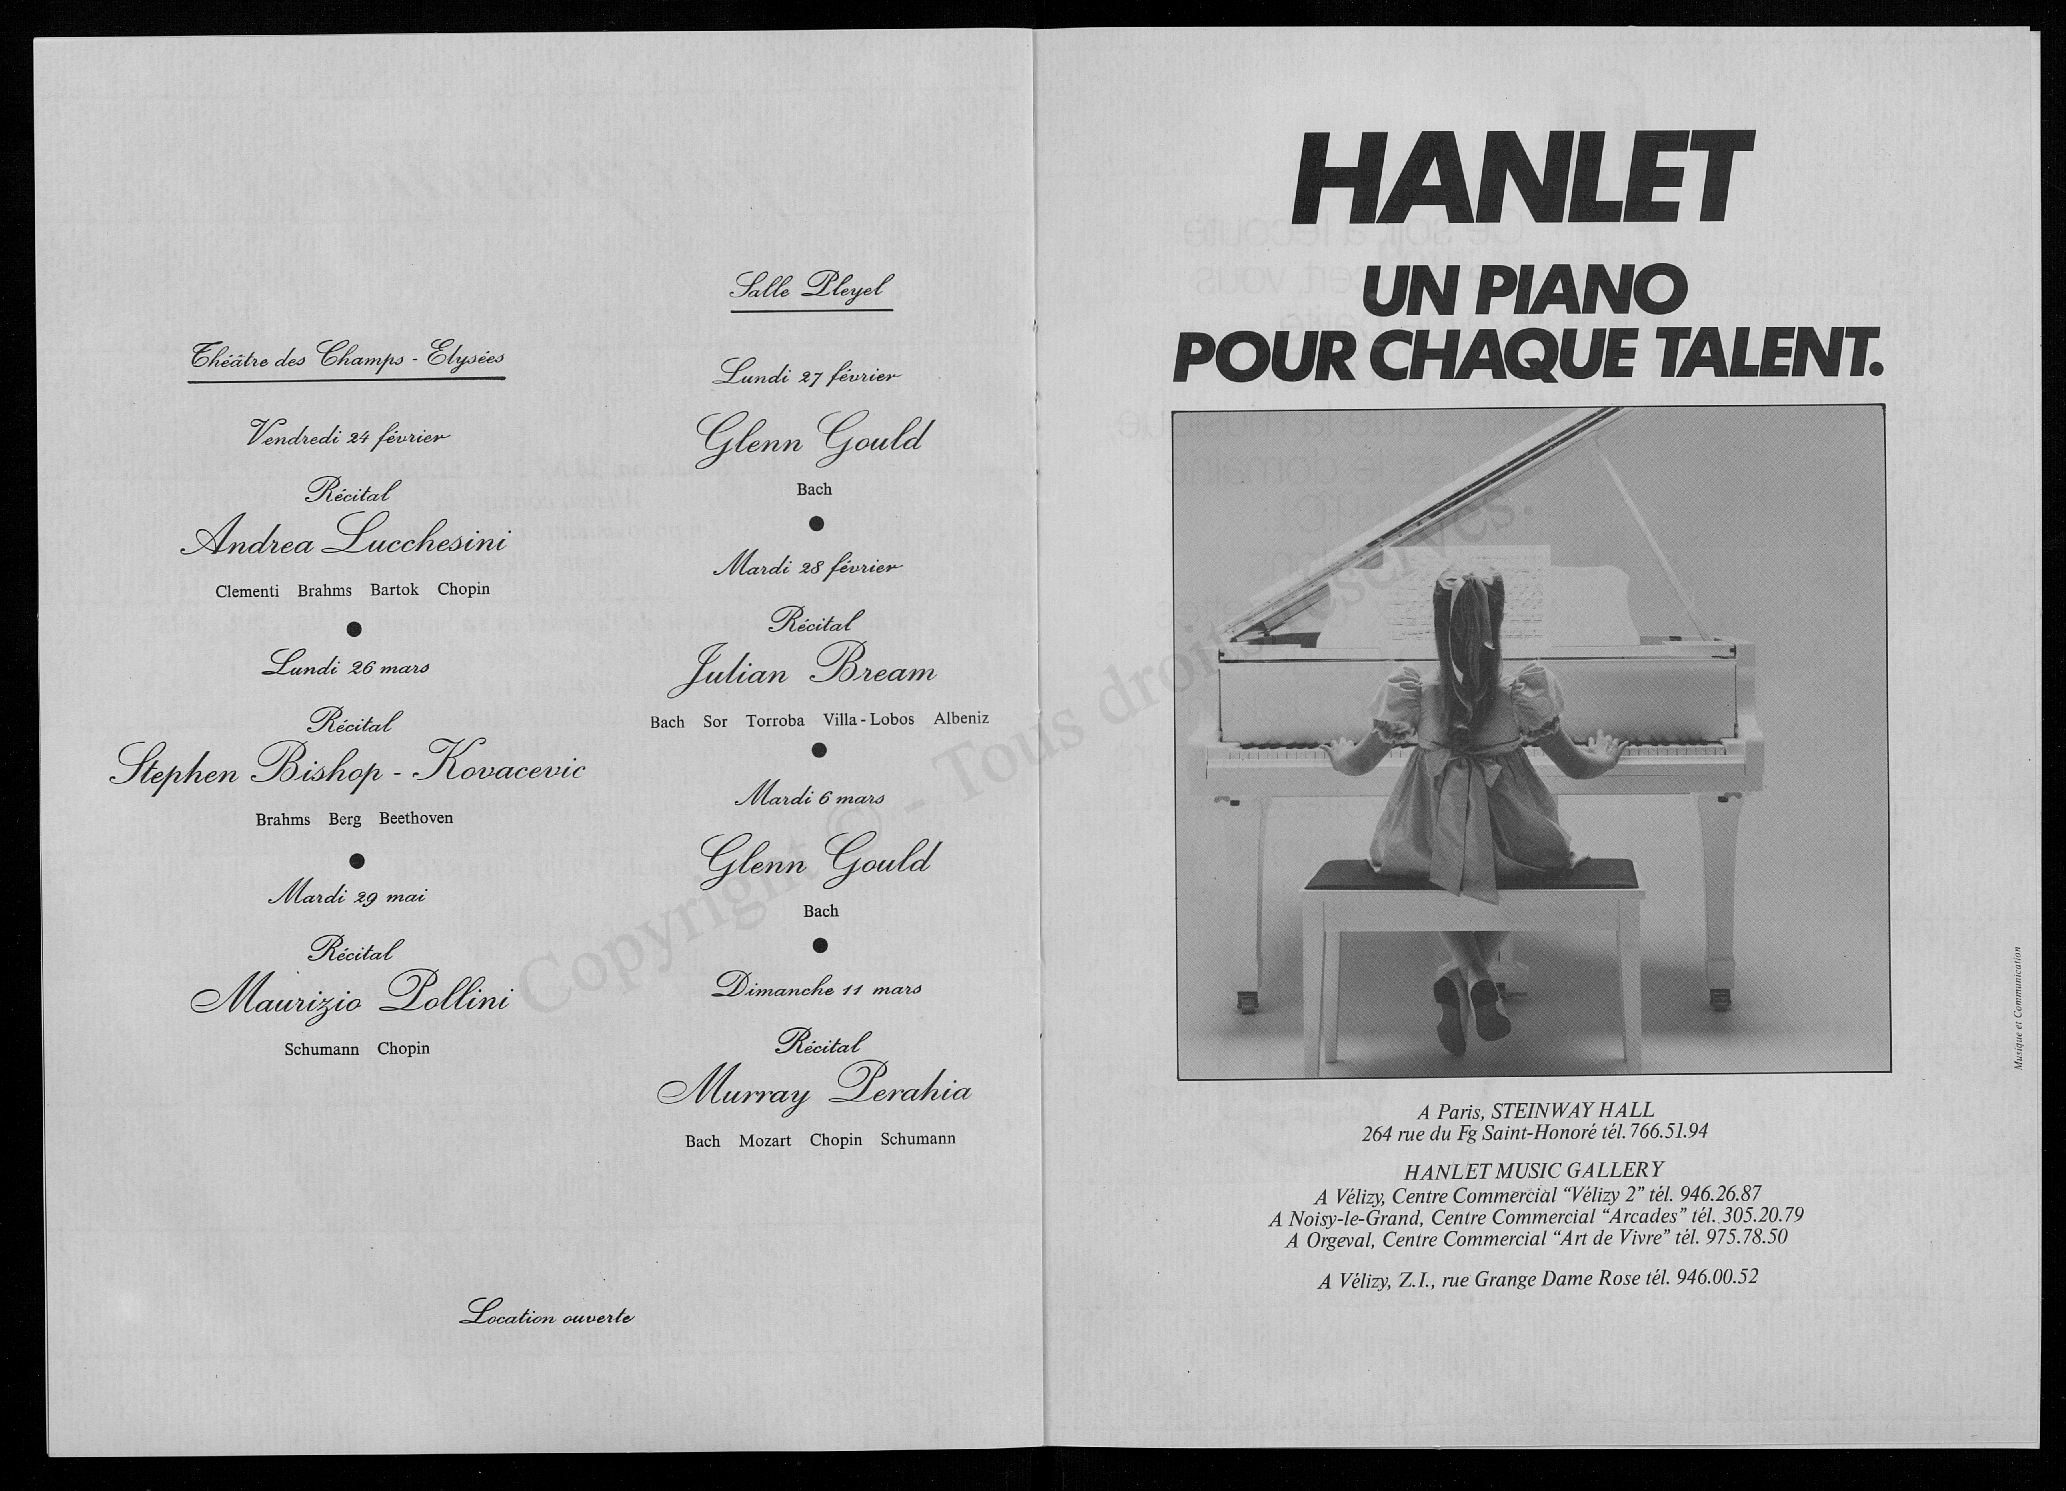 Théâtre des Champs - Elysées
Vendredi 24 février
Récital
Andrea Lucchesini
Clementi Brahms Bartok Chopin
Lundi 26 mars
Récital
Stephen Bishop - Kovacevic
Brahms Berg Beethoven
Mardi 29 mai
Récital
Maurizio Pollini
Schumann Chopin
Salle Pleyel
Lundi 27 février
Glenn Gould
Bach
Mardi 28 février
Récital
Julian Bream
Bach Sor Torroba Villa - Lobos Albeniz
Mardi 6 mars
Glenn Gould
Bach
Dimanche 11 mars
Récital
Murray Perahia
Bach Mozart Chopin Schumann
Location ouverte
HANLET
UN PIANO
POUR CHAQUE TALENT.
A Paris, STEINWAY HALL
264 rue du Fg Saint-Honoré tél. 766.51.94
HANLET MUSIC GALLERY
A Vélizy, Centre Commercial “Vélizy 2” tél. 946.26.87
A Noisy-le-Grand, Centre Commercial “Arcades” tél. 305.20.79
A Orgeval, Centre Commercial “Art de Vivre” tél. 975.78.50
A Vélizy, Z.I., rue Grange Dame Rose tél. 946.00.52
Musique et Communication
Copyright © - Tous droits réservés.